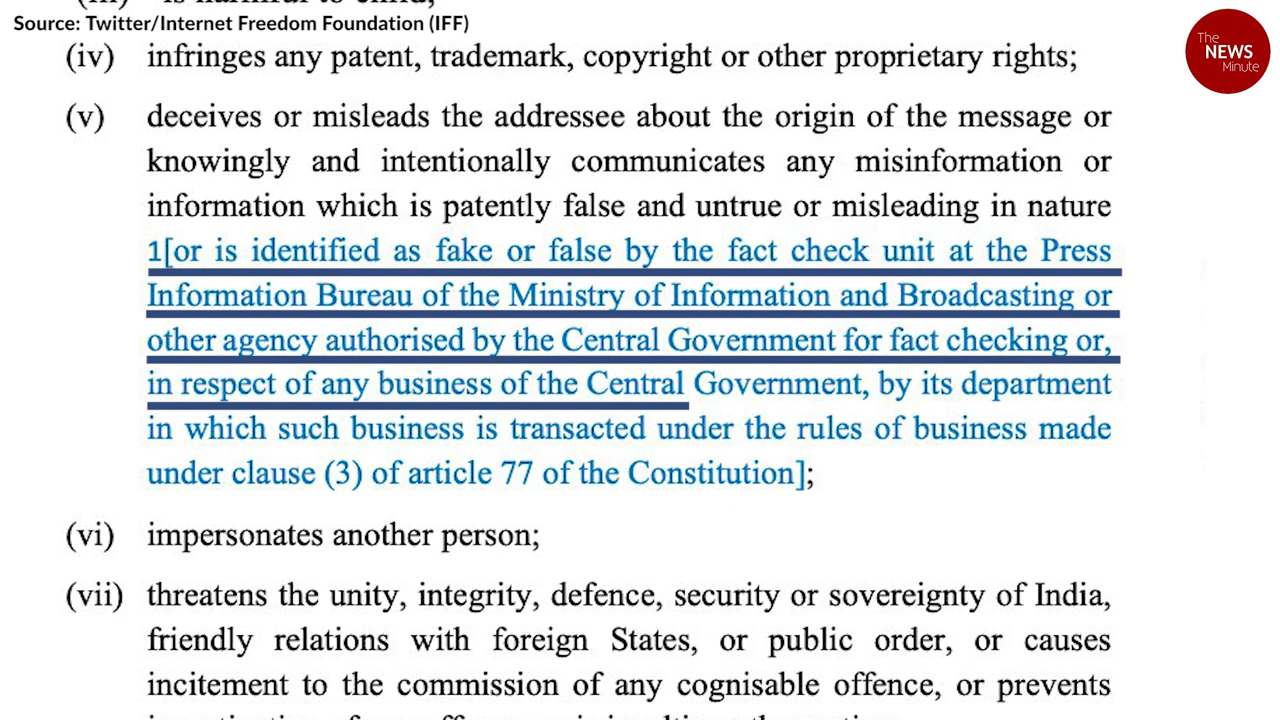 (iii) is harmful to child;
Source: Twitter/Internet Freedom Foundation (IFF)
The
NEWS
Minute
(iv) infringes any patent, trademark, copyright or other proprietary rights;
(v) deceives or misleads the addressee about the origin of the message or
knowingly and intentionally communicates any misinformation or
information which is patently false and untrue or misleading in nature
1[or is identified as fake or false by the fact check unit at the Press
Information Bureau of the Ministry of Information and Broadcasting or
other agency authorised by the Central Government for fact checking or,
in respect of any business of the Central Government, by its department
in which such business is transacted under the rules of business made
under clause (3) of article 77 of the Constitution];
(vi) impersonates another person;
(vii) threatens the unity, integrity, defence, security or sovereignty of India,
friendly relations with foreign States, or public order, or causes
incitement to the commission of any cognisable offence, or prevents